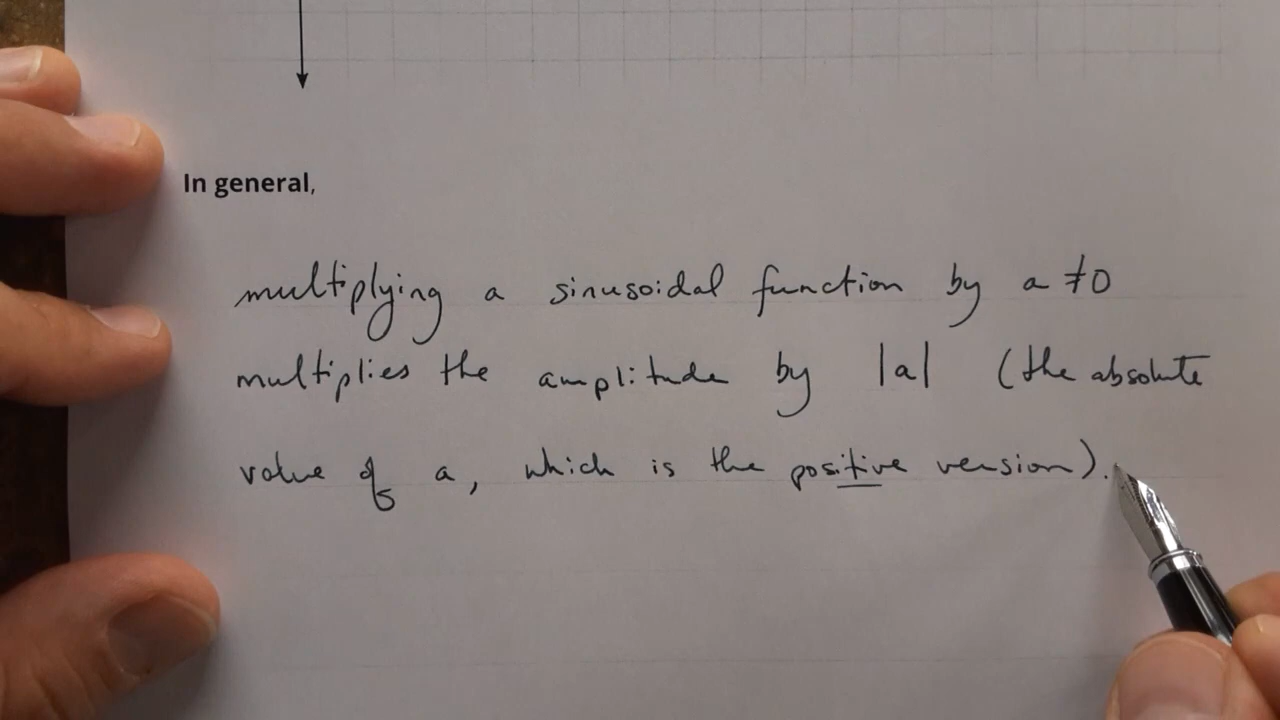 In general,
multiplying a sinusoidal function by a ≠ 0
multiplies the amplitude by |a| (the absolute
value of a, which is the positive version).